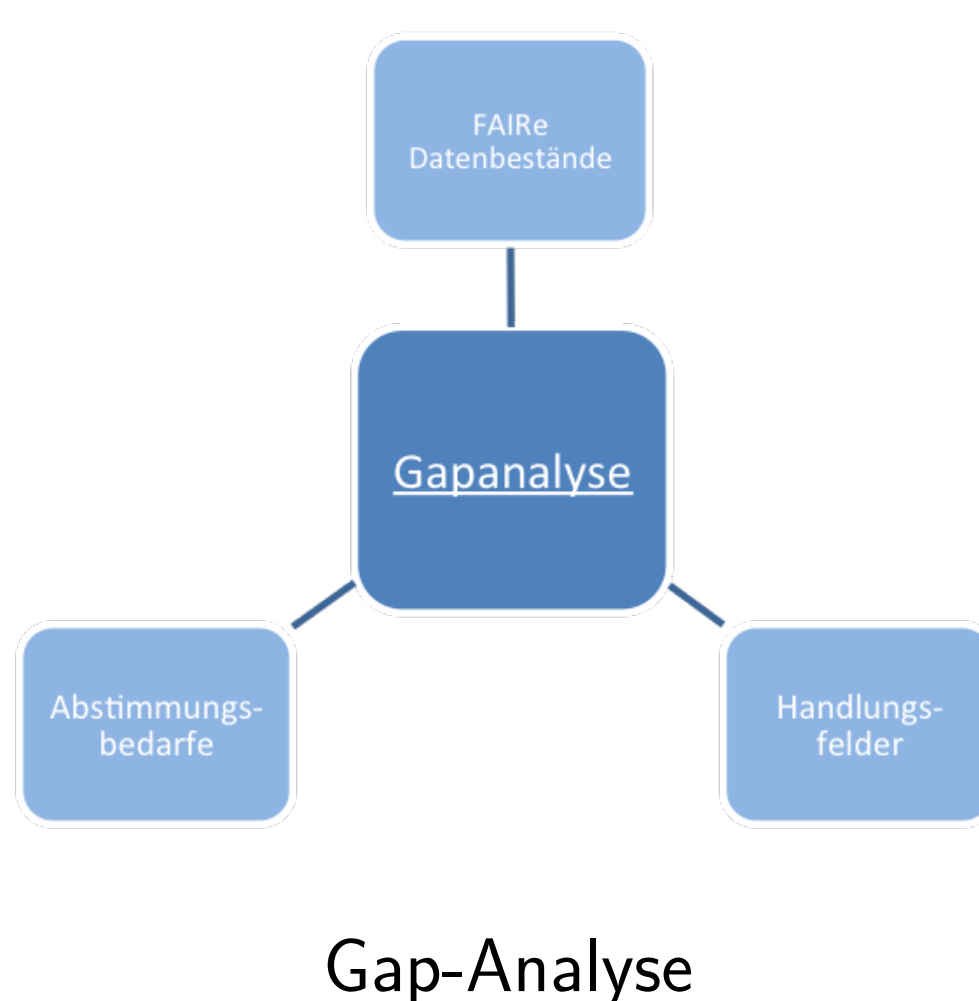 FAIRe
Datenbestände
Gapanalyse
Abstimmungs-
bedarfe
Handlungs-
felder
Gap-Analyse